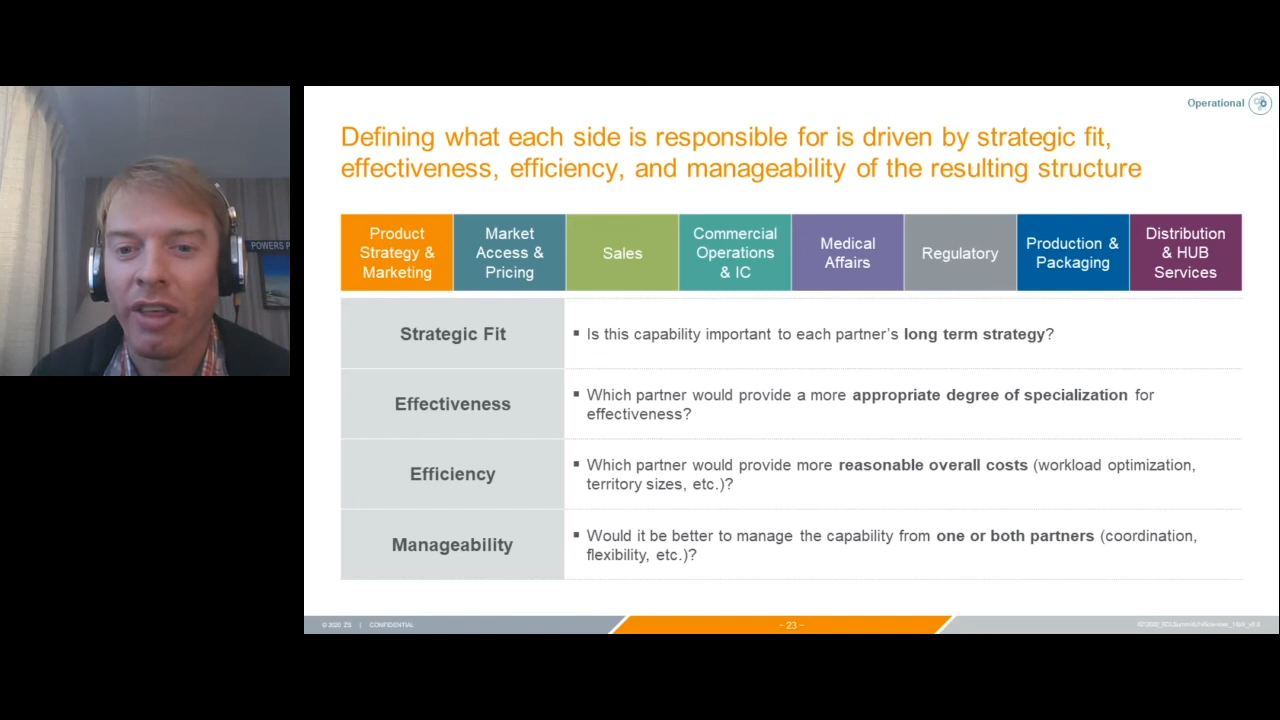 Operational
Defining what each side is responsible for is driven by strategic fit,
effectiveness, efficiency, and manageability of the resulting structure
Product
Strategy &
Marketing
Market
Access &
Pricing
Sales
Commercial
Operations
& IC
Medical
Affairs
Regulatory
Production &
Packaging
Distribution
& HUB
Services
POWERS
Strategic Fit
▪ Is this capability important to each partner’s long term strategy?
Effectiveness
▪ Which partner would provide a more appropriate degree of specialization for
effectiveness?
Efficiency
▪ Which partner would provide more reasonable overall costs (workload optimization,
territory sizes, etc.)?
Manageability
▪ Would it be better to manage the capability from one or both partners (coordination,
flexibility, etc.)?
© 2020 ZS | CONFIDENTIAL
– 23 –